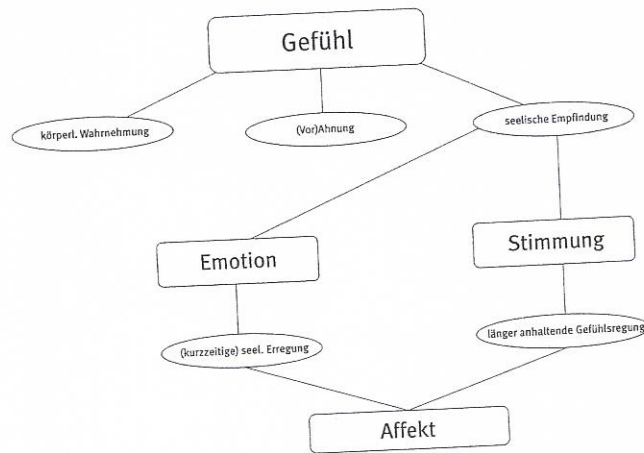 Gefühl
körperl. Wahrnehmung
(Vor)Ahnung
seelische Empfindung
Emotion
Stimmung
(kurzzeitige) seel. Erregung
länger anhaltende Gefühlsregung
Affekt